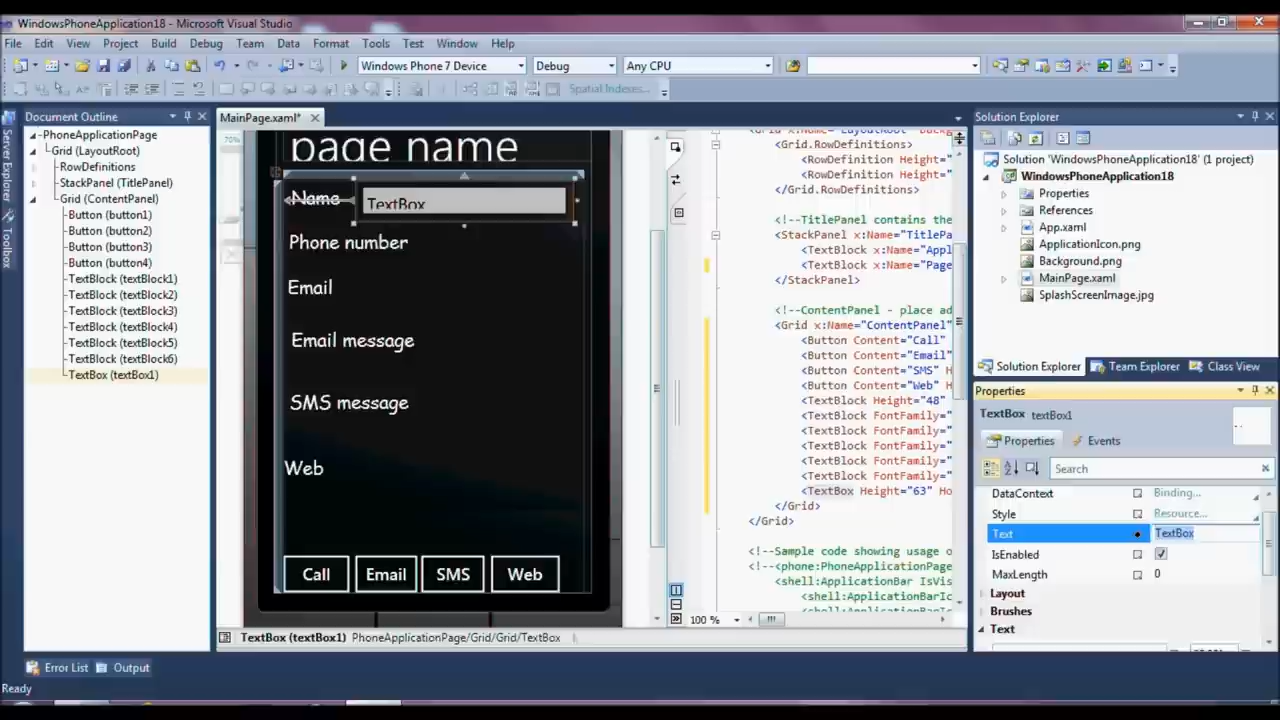 WindowsPhoneApplication18 - Microsoft Visual Studio
File Edit View Project Build Debug Team Data Format Tools Test Window Help
Windows Phone 7 Device Debug Any CPU
Spatial Indexes...
Server Explorer
Toolbox
Document Outline
PhoneApplicationPage
Grid (LayoutRoot)
RowDefinitions
StackPanel (TitlePanel)
Grid (ContentPanel)
Button (button1)
Button (button2)
Button (button3)
Button (button4)
TextBlock (textBlock1)
TextBlock (textBlock2)
TextBlock (textBlock3)
TextBlock (textBlock4)
TextBlock (textBlock5)
TextBlock (textBlock6)
TextBox (textBox1)
MainPage.xaml*
70%
page name
Name TextBox
Phone number
Email
Email message
SMS message
Web
Call Email SMS Web
<Grid.RowDefinitions>
<RowDefinition Height="
<RowDefinition Height="
</Grid.RowDefinitions>
<!--TitlePanel contains the
<StackPanel x:Name="TitlePa
<TextBlock x:Name="Appl
<TextBlock x:Name="Page
</StackPanel>
<!--ContentPanel - place ad
<Grid x:Name="ContentPanel"
<Button Content="Call"
<Button Content="Email"
<Button Content="SMS" H
<Button Content="Web" H
<TextBlock Height="48"
<TextBlock FontFamily="
<TextBlock FontFamily="
<TextBlock FontFamily="
<TextBlock FontFamily="
<TextBlock FontFamily="
<TextBox Height="63" Ho
</Grid>
</Grid>
<!--Sample code showing usage o
<!--<phone:PhoneApplicationPage
<shell:ApplicationBar IsVis
<shell:ApplicationBarIc
<shell:ApplicationBarIc
100 %
TextBox (textBox1) PhoneApplicationPage/Grid/Grid/TextBox
Solution Explorer
Solution 'WindowsPhoneApplication18' (1 project)
WindowsPhoneApplication18
Properties
References
App.xaml
ApplicationIcon.png
Background.png
MainPage.xaml
SplashScreenImage.jpg
Solution Explorer Team Explorer Class View
Properties
TextBox textBox1
Properties Events
Search
DataContext Binding...
Style Resource...
Text TextBox
IsEnabled
MaxLength 0
Layout
Brushes
Text
Error List Output
Ready